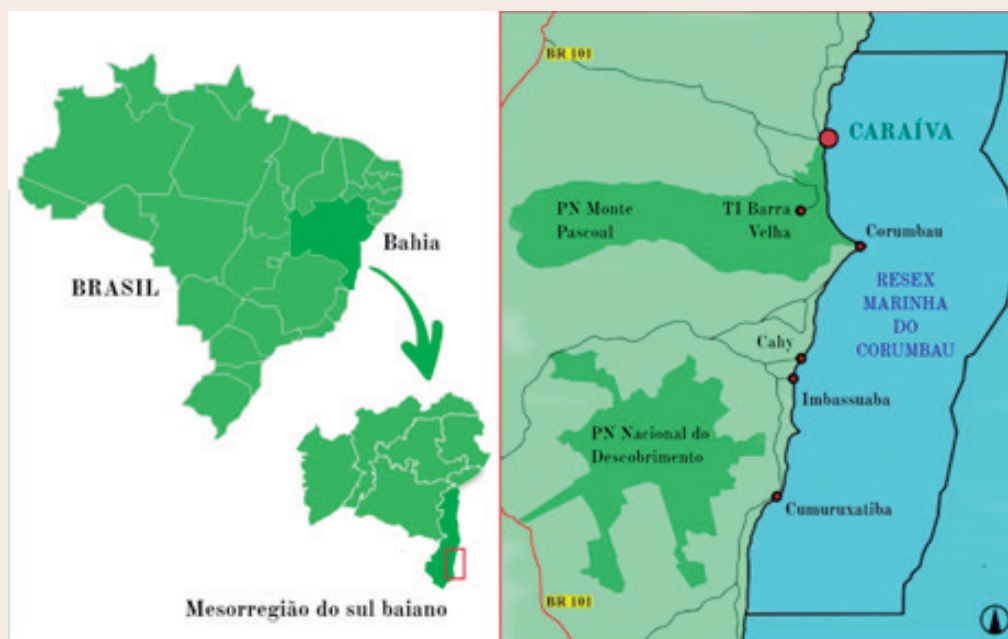 BRASIL
Bahia
Mesorregião do sul baiano
BR 101
CARAÍVA
PN Monte
Pascoal
TI Barra
Velha
Corumbau
RESEX
MARINHA
DO
CORUMBAU
Cahy
Imbassuaba
PN Nacional do
Descobrimento
Cumuruxatiba
BR 101